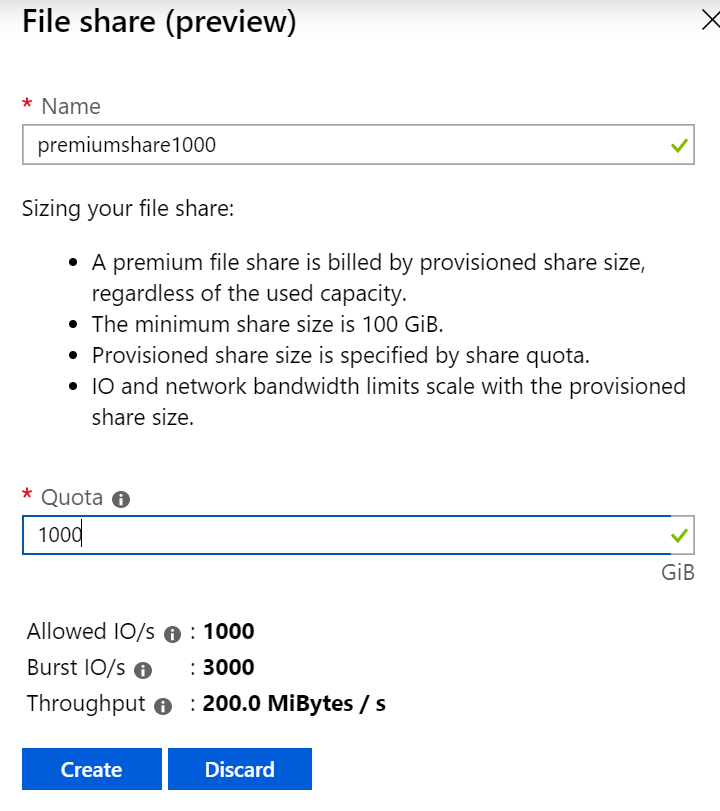 File share (preview)
* Name
premiumshare1000
Sizing your file share:
• A premium file share is billed by provisioned share size,
regardless of the used capacity.
• The minimum share size is 100 GiB.
• Provisioned share size is specified by share quota.
• IO and network bandwidth limits scale with the provisioned
share size.
* Quota
1000
GiB
Allowed IO/s : 1000
Burst IO/s : 3000
Throughput : 200.0 MiBytes / s
Create Discard